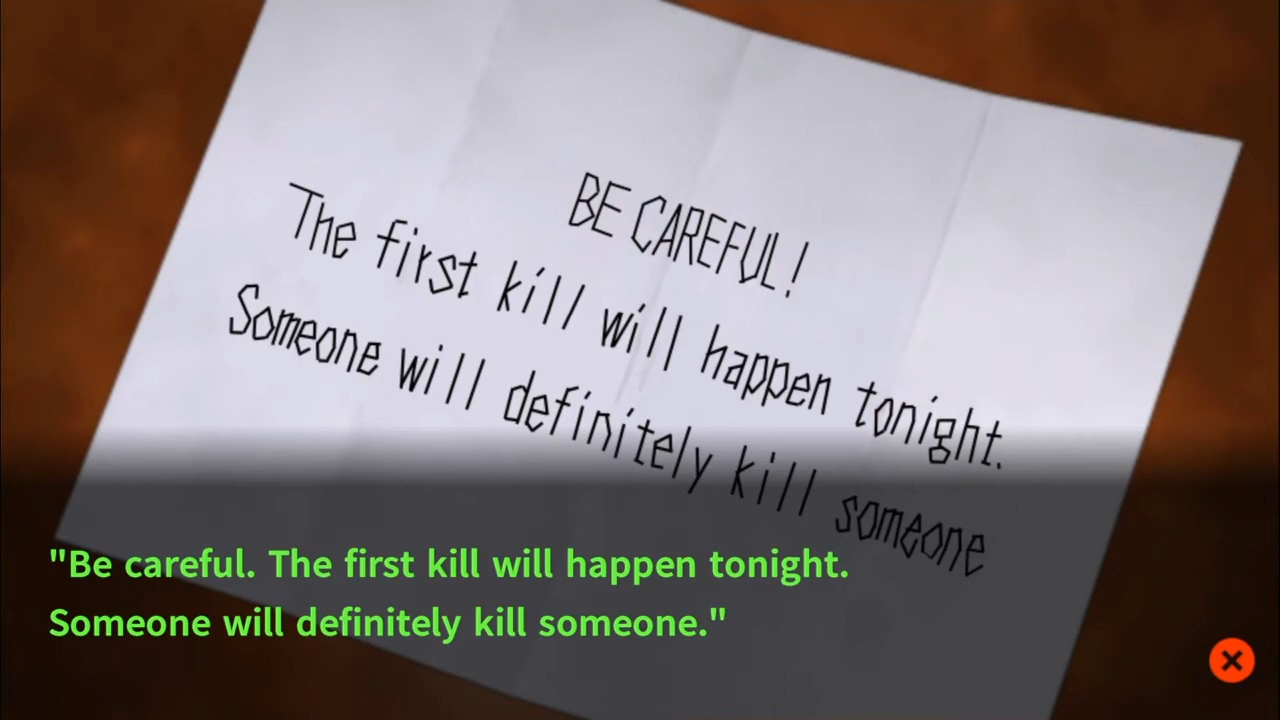 BE CAREFUL!
The first kill will happen tonight.
Someone will definitely kill someone
"Be careful. The first kill will happen tonight.
Someone will definitely kill someone."